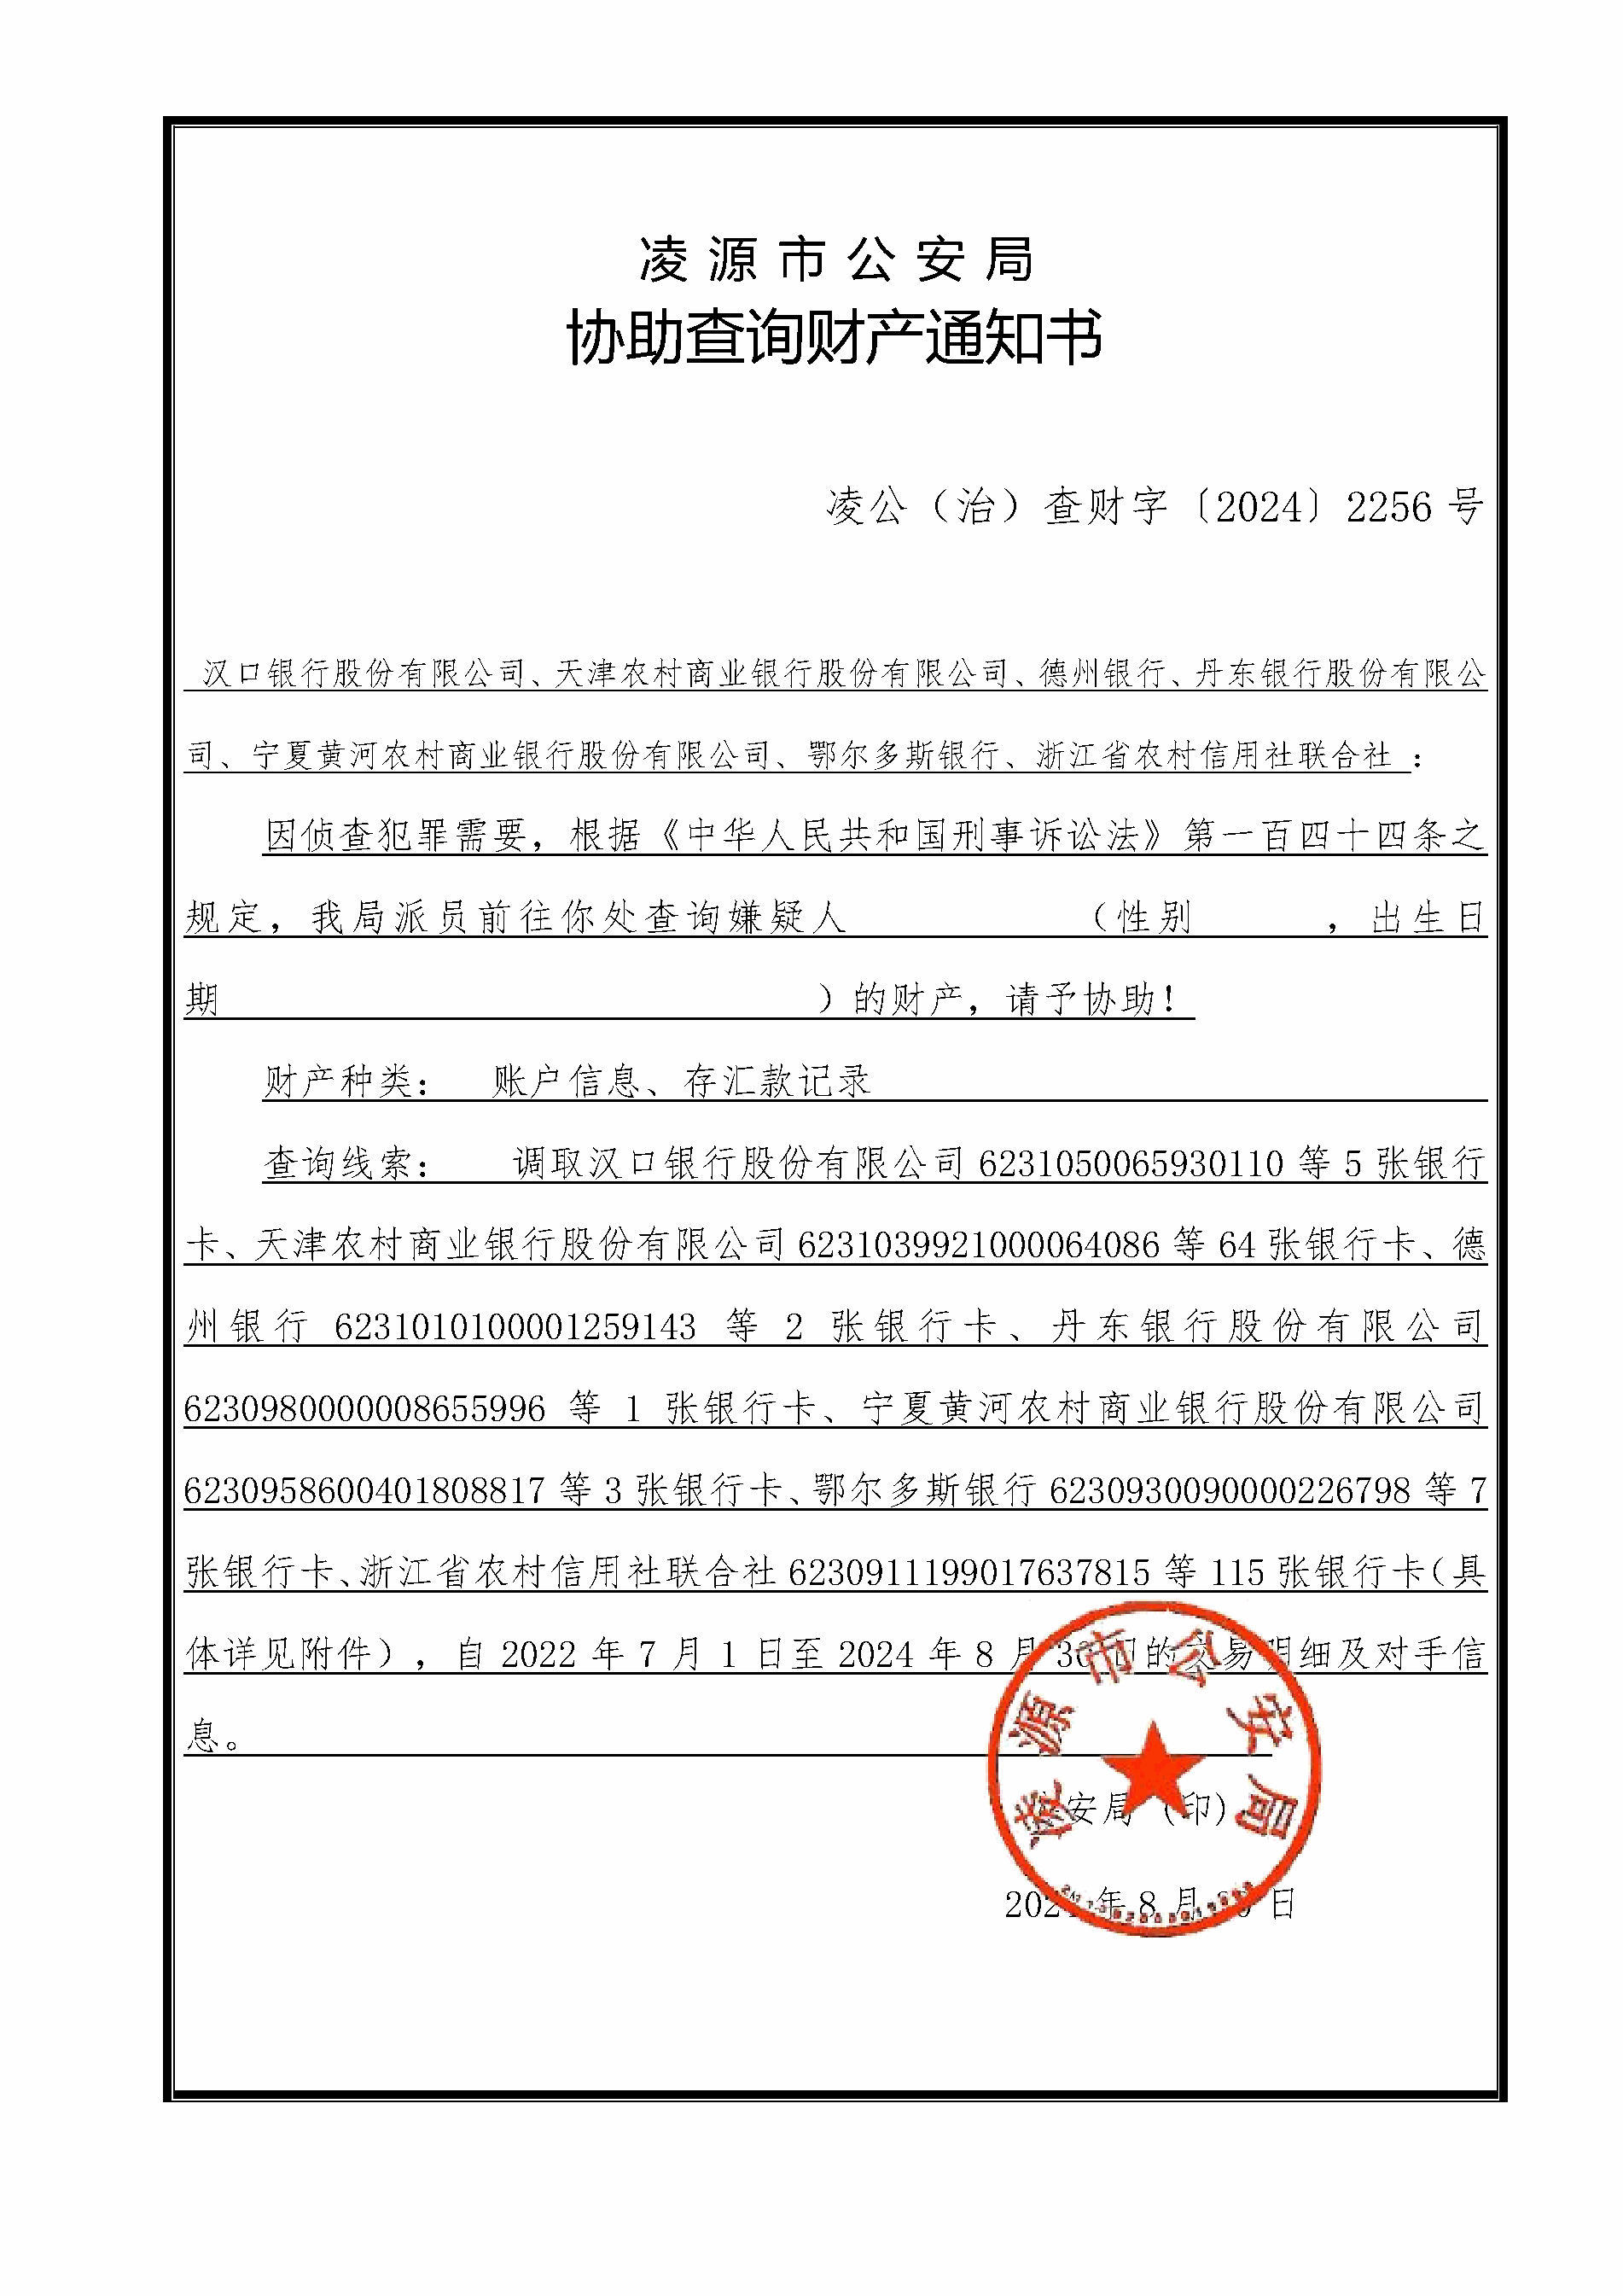 凌源市公安局
协助查询财产通知书
凌公（治）查财字〔2024〕2256 号
汉口银行股份有限公司、天津农村商业银行股份有限公司、德州银行、丹东银行股份有限公
司、宁夏黄河农村商业银行股份有限公司、鄂尔多斯银行、浙江省农村信用社联合社 ：
因侦查犯罪需要，根据《中华人民共和国刑事诉讼法》第一百四十四条之
规定，我局派员前往你处查询嫌疑人 （性别 ，出生日
期 ）的财产，请予协助！
财产种类： 账户信息、存汇款记录
查询线索： 调取汉口银行股份有限公司 6231050065930110 等 5 张银行
卡、天津农村商业银行股份有限公司 6231039921000064086 等 64 张银行卡、德
州银行 6231010100001259143 等 2 张银行卡、丹东银行股份有限公司
6230980000008655996 等 1 张银行卡、宁夏黄河农村商业银行股份有限公司
6230958600401808817 等 3 张银行卡、鄂尔多斯银行 6230930090000226798 等 7
张银行卡、浙江省农村信用社联合社 6230911199017637815 等 115 张银行卡（具
体详见附件），自 2022 年 7 月 1 日至 2024 年 8 月 日的交易明细及对手信
息。
公安局（印）
年 8 月 日
凌源市公安局